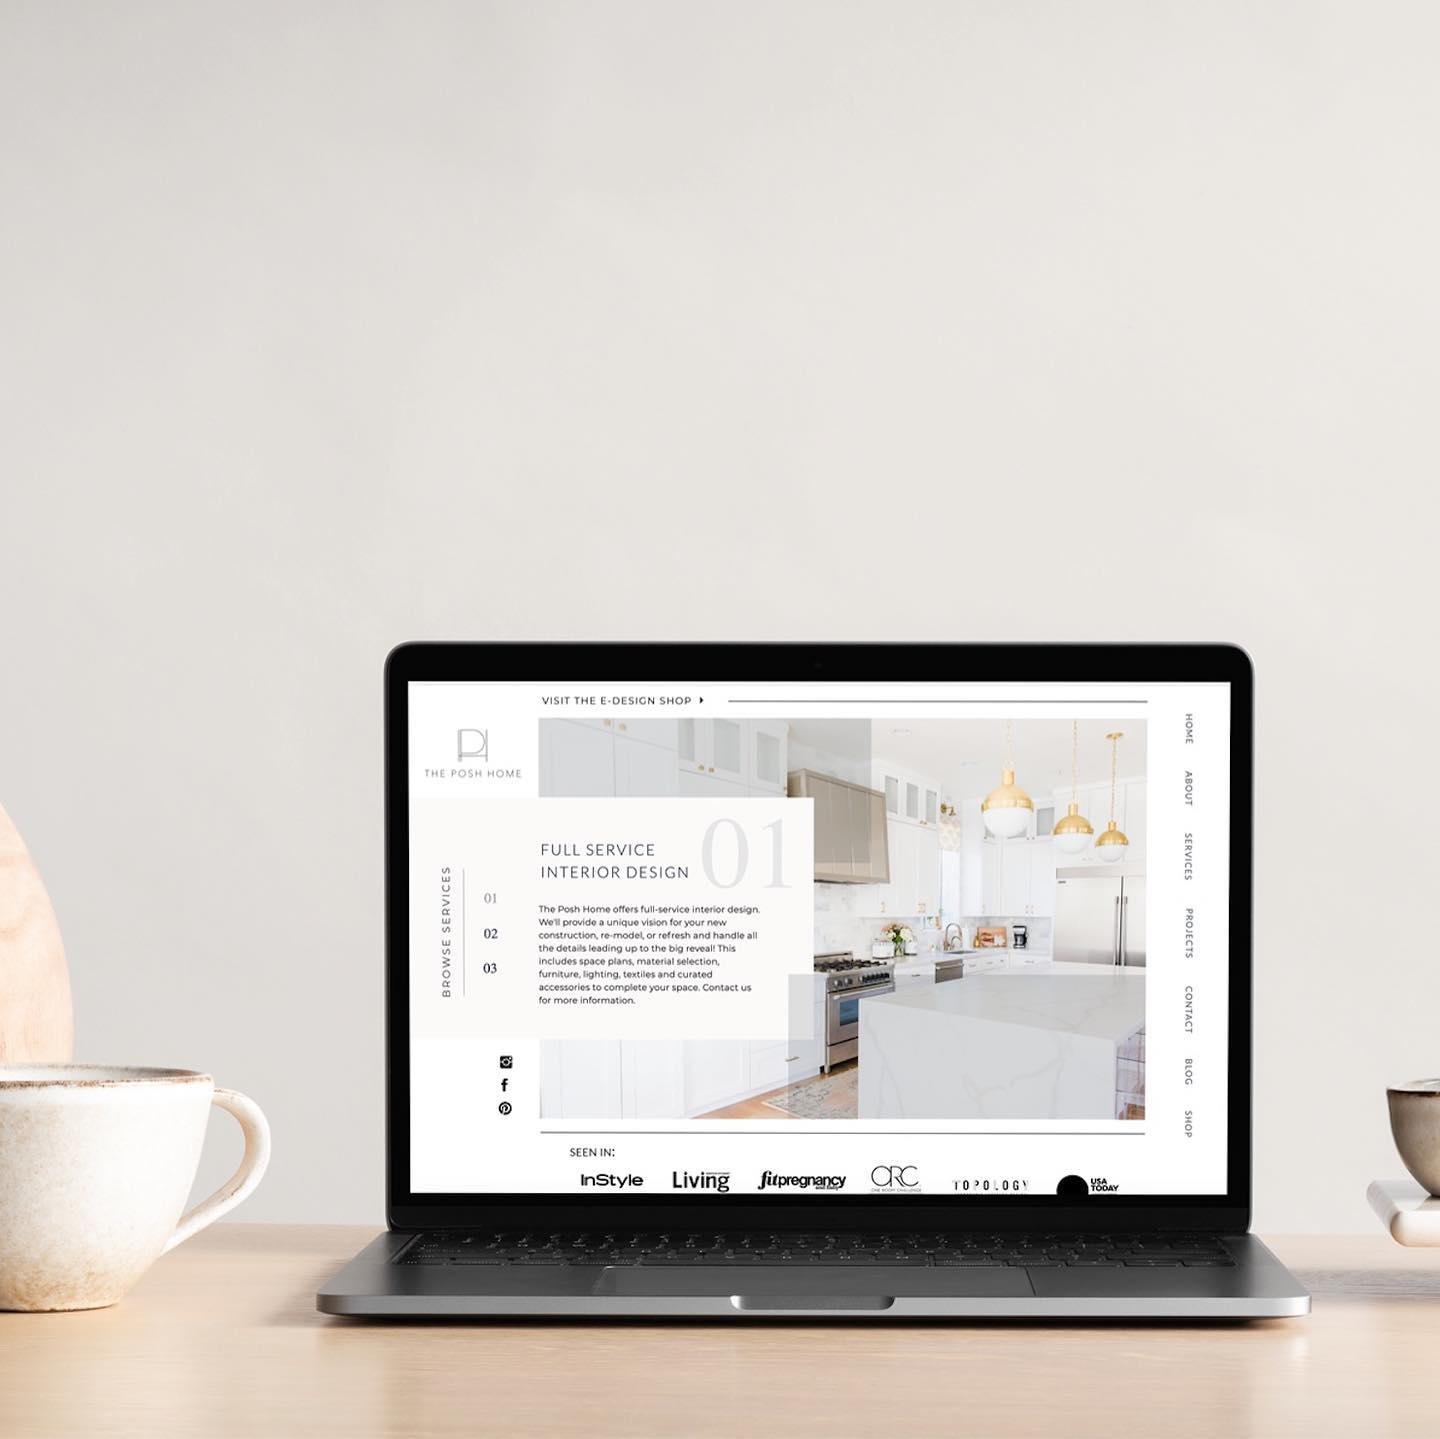 VISIT THE E-DESIGN SHOP
PH
THE POSH HOME
HOME
ABOUT
SERVICES
PROJECTS
CONTACT
BLOG
SHOP
BROWSE SERVICES
01
02
03
01
FULL SERVICE
INTERIOR DESIGN
The Posh Home offers full-service interior design.
We'll provide a unique vision for your new
construction, re-model, or refresh and handle all
the details leading up to the big reveal! This
includes space plans, material selection,
furniture, lighting, textiles and curated
accessories to complete your space. Contact us
for more information.
SEEN IN:
InStyle
Living
fitpregnancy
ORC
ONE ROOM CHALLENGE
TOPOLOGY
USA
TODAY